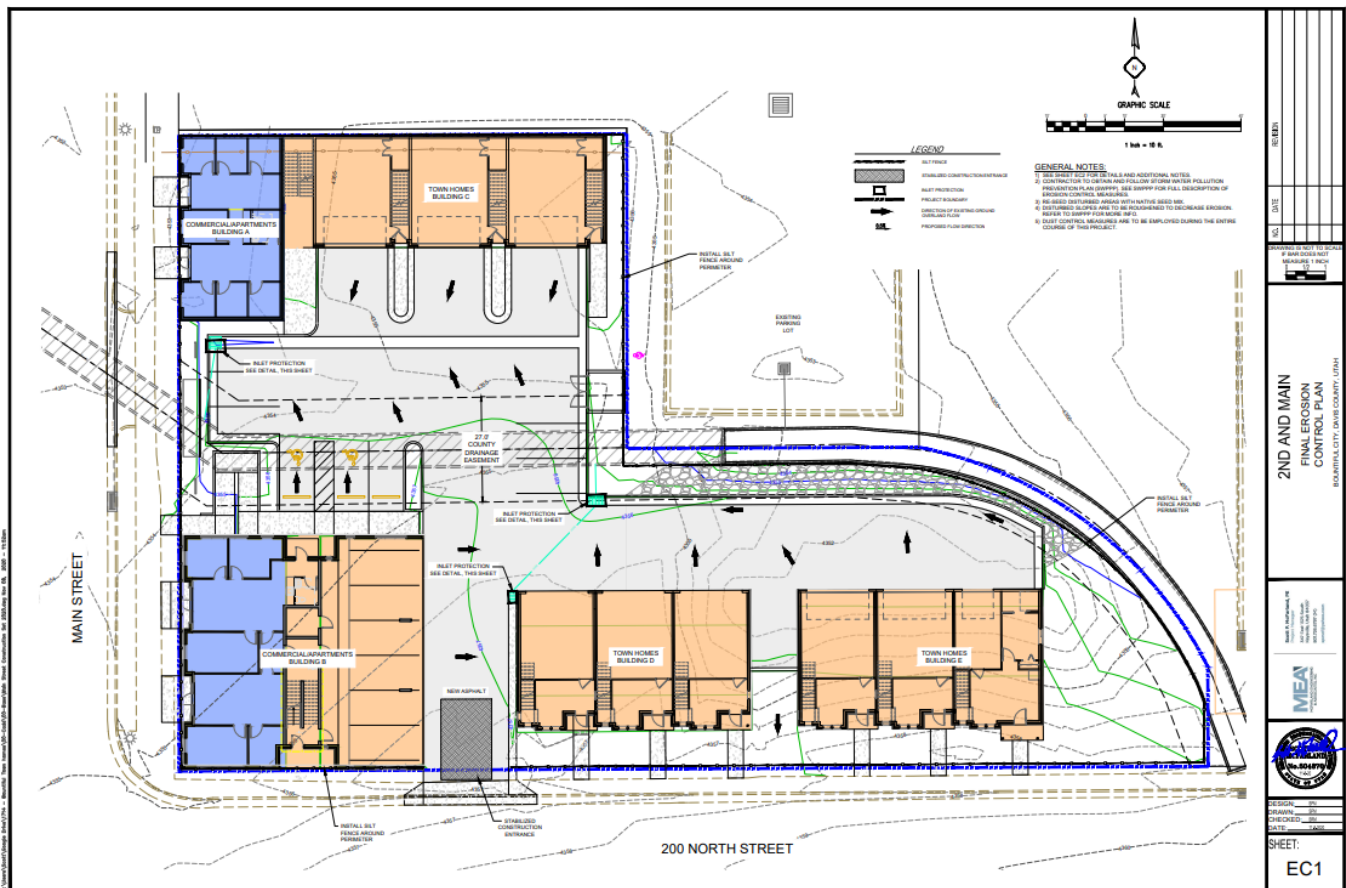 N
GRAPHIC SCALE
1 inch = 10 ft.
LEGEND
SILT FENCE
STABILIZED CONSTRUCTION ENTRANCE
INLET PROTECTION
PROJECT BOUNDARY
DIRECTION OF EXISTING GROUND
OVERLAND FLOW
PROPOSED FLOW DIRECTION
GENERAL NOTES:
1) SEE SHEET EC2 FOR DETAILS AND ADDITIONAL NOTES.
2) CONTRACTOR TO OBTAIN AND FOLLOW STORM WATER POLLUTION
PREVENTION PLAN (SWPPP). SEE SWPPP FOR FULL DESCRIPTION OF
EROSION CONTROL MEASURES.
3) RE-SEED DISTURBED AREAS WITH NATIVE SEED MIX.
4) DISTURBED SLOPES ARE TO BE ROUGHENED TO DECREASE EROSION.
REFER TO SWPPP FOR MORE INFO.
5) DUST CONTROL MEASURES ARE TO BE EMPLOYED DURING THE ENTIRE
COURSE OF THIS PROJECT.
TOWN HOMES
BUILDING C
COMMERCIAL/APARTMENTS
BUILDING A
INSTALL SILT
FENCE AROUND
PERIMETER
EXISTING
PARKING
LOT
INLET PROTECTION
SEE DETAIL, THIS SHEET
27.0'
COUNTY
DRAINAGE
EASEMENT
INLET PROTECTION
SEE DETAIL, THIS SHEET
INSTALL SILT
FENCE AROUND
PERIMETER
INLET PROTECTION
SEE DETAIL, THIS SHEET
MAIN STREET
COMMERCIAL/APARTMENTS
BUILDING B
TOWN HOMES
BUILDING D
TOWN HOMES
BUILDING E
NEW ASPHALT
INSTALL SILT
FENCE AROUND
PERIMETER
STABILIZED
CONSTRUCTION
ENTRANCE
200 NORTH STREET
REVISION
DATE
NO.
DRAWING IS NOT TO SCALE
IF BAR DOES NOT
MEASURE 1 INCH
2ND AND MAIN
FINAL EROSION
CONTROL PLAN
BOUNTIFUL CITY, DAVIS COUNTY, UTAH
MEA
DESIGN:
DRAWN:
CHECKED:
DATE:
SHEET:
EC1